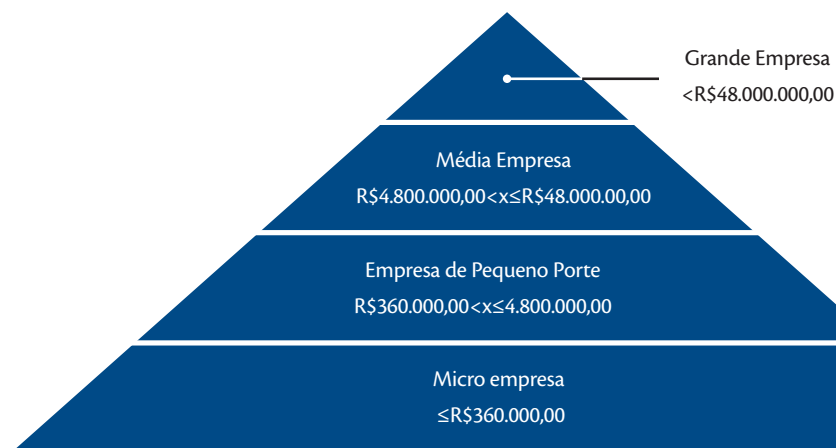 Grande Empresa
<R$48.000.000,00
Média Empresa
R$4.800.000,00<x≤R$48.000.00,00
Empresa de Pequeno Porte
R$360.000,00<x≤4.800.000,00
Micro empresa
≤R$360.000,00